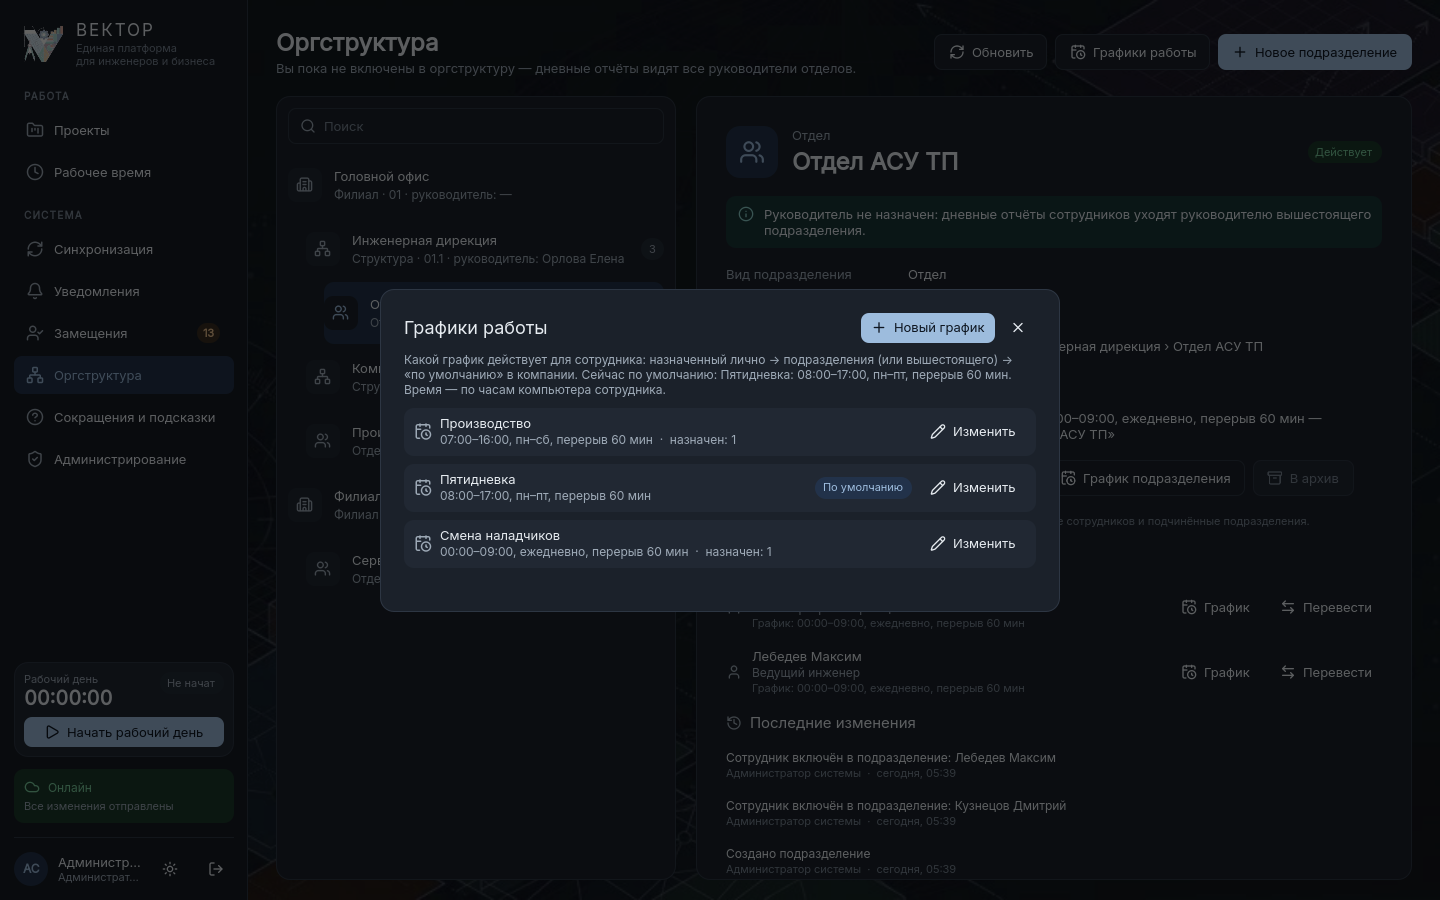 ВЕКТОР
Единая платформа
для инженеров и бизнеса
РАБОТА
Проекты
Рабочее время
СИСТЕМА
Синхронизация
Уведомления
Замещения
13
Оргструктура
Сокращения и подсказки
Администрирование
Рабочий день
Не начат
00:00:00
Начать рабочий день
Онлайн
Все изменения отправлены
АС
Администр...
Администрат...
Оргструктура
Вы пока не включены в оргструктуру — дневные отчёты видят все руководители отделов.
Обновить
Графики работы
Новое подразделение
Поиск
Головной офис
Филиал · 01 · руководитель: —
Инженерная дирекция
Структура · 01.1 · руководитель: Орлова Елена
3
Филиал
Филиал
Отдел
Отдел АСУ ТП
Действует
Руководитель не назначен: дневные отчёты сотрудников уходят руководителю вышестоящего
подразделения.
Вид подразделения
Отдел
дирекция › Отдел АСУ ТП
00–09:00, ежедневно, перерыв 60 мин —
АСУ ТП»
График подразделения
В архив
сотрудников и подчинённые подразделения.
График: 00:00–09:00, ежедневно, перерыв 60 мин
График
Перевести
Лебедев Максим
Ведущий инженер
График: 00:00–09:00, ежедневно, перерыв 60 мин
График
Перевести
Последние изменения
Сотрудник включён в подразделение: Лебедев Максим
Администратор системы · сегодня, 05:39
Сотрудник включён в подразделение: Кузнецов Дмитрий
Администратор системы · сегодня, 05:39
Создано подразделение
Администратор системы · сегодня, 05:39
Графики работы
Новый график
Какой график действует для сотрудника: назначенный лично → подразделения (или вышестоящего) →
«по умолчанию» в компании. Сейчас по умолчанию: Пятидневка: 08:00–17:00, пн–пт, перерыв 60 мин.
Время — по часам компьютера сотрудника.
Производство
07:00–16:00, пн–сб, перерыв 60 мин · назначен: 1
Изменить
Пятидневка
08:00–17:00, пн–пт, перерыв 60 мин
По умолчанию
Изменить
Смена наладчиков
00:00–09:00, ежедневно, перерыв 60 мин · назначен: 1
Изменить